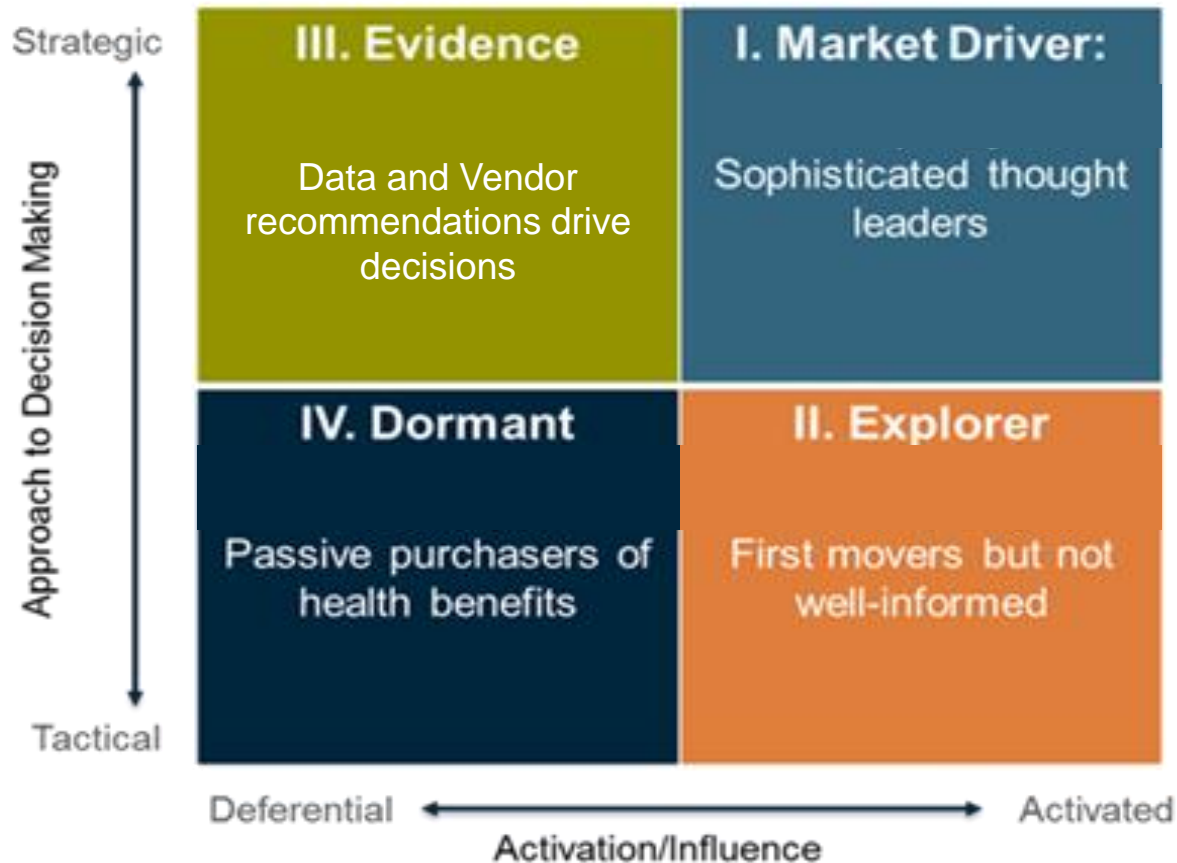 Strategic
III. Evidence
I. Market Driver:
Data and Vendor
recommendations drive
decisions
Sophisticated thought
leaders
Approach to Decision Making
IV. Dormant
II. Explorer
Passive purchasers of
health benefits
First movers but not
well-informed
Tactical
Deferential
Activated
Activation/Influence